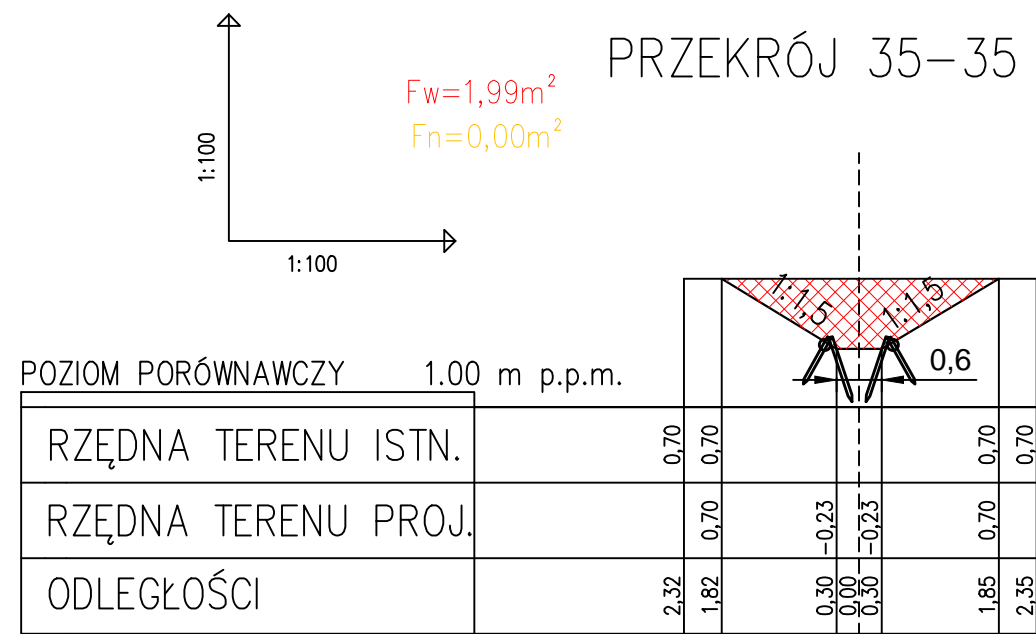 PRZEKRÓJ 35-35
Fw=1,99m²
Fn=0,00m²
1:100
1:100
1:1,5
1:1,5
0,6
POZIOM PORÓWNAWCZY 1.00 m p.p.m.
RZĘDNA TERENU ISTN. 0,70 0,70 0,70 0,70
RZĘDNA TERENU PROJ. 0,70 -0,23 -0,23 0,70
ODLEGŁOŚCI 2,32 1,82 0,30 0,00 0,30 1,85 2,35